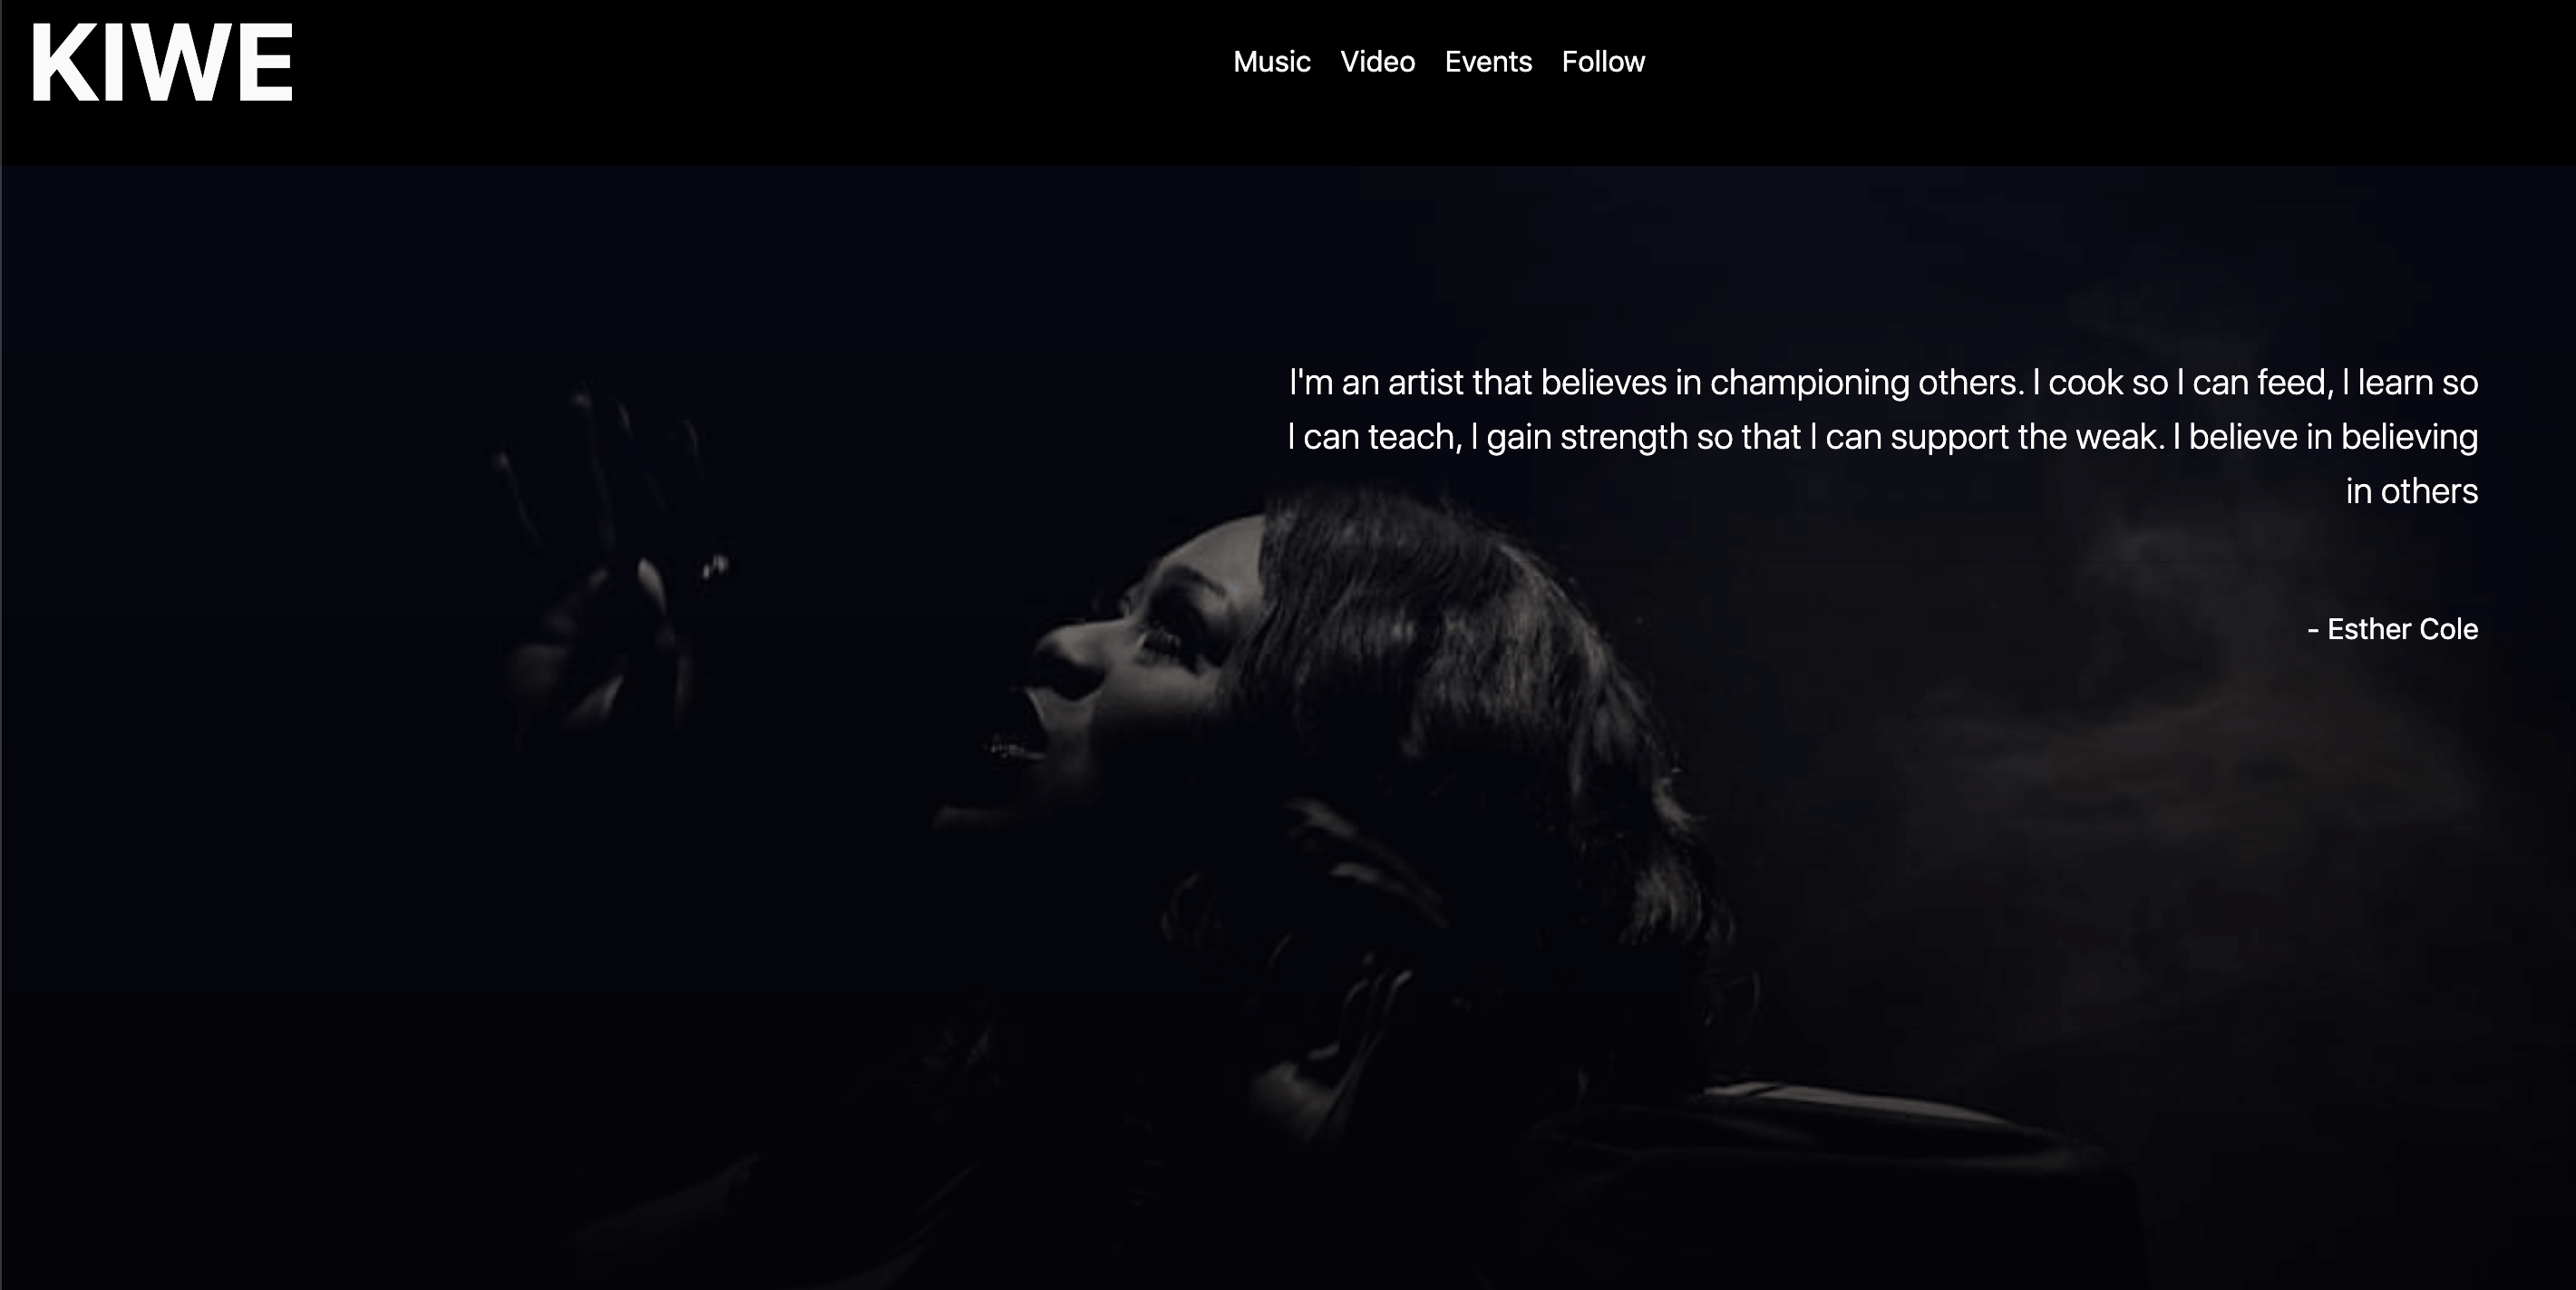 KIWE
Music Video Events Follow
I'm an artist that believes in championing others. I cook so I can feed, I learn so
I can teach, I gain strength so that I can support the weak. I believe in believing
in others
- Esther Cole